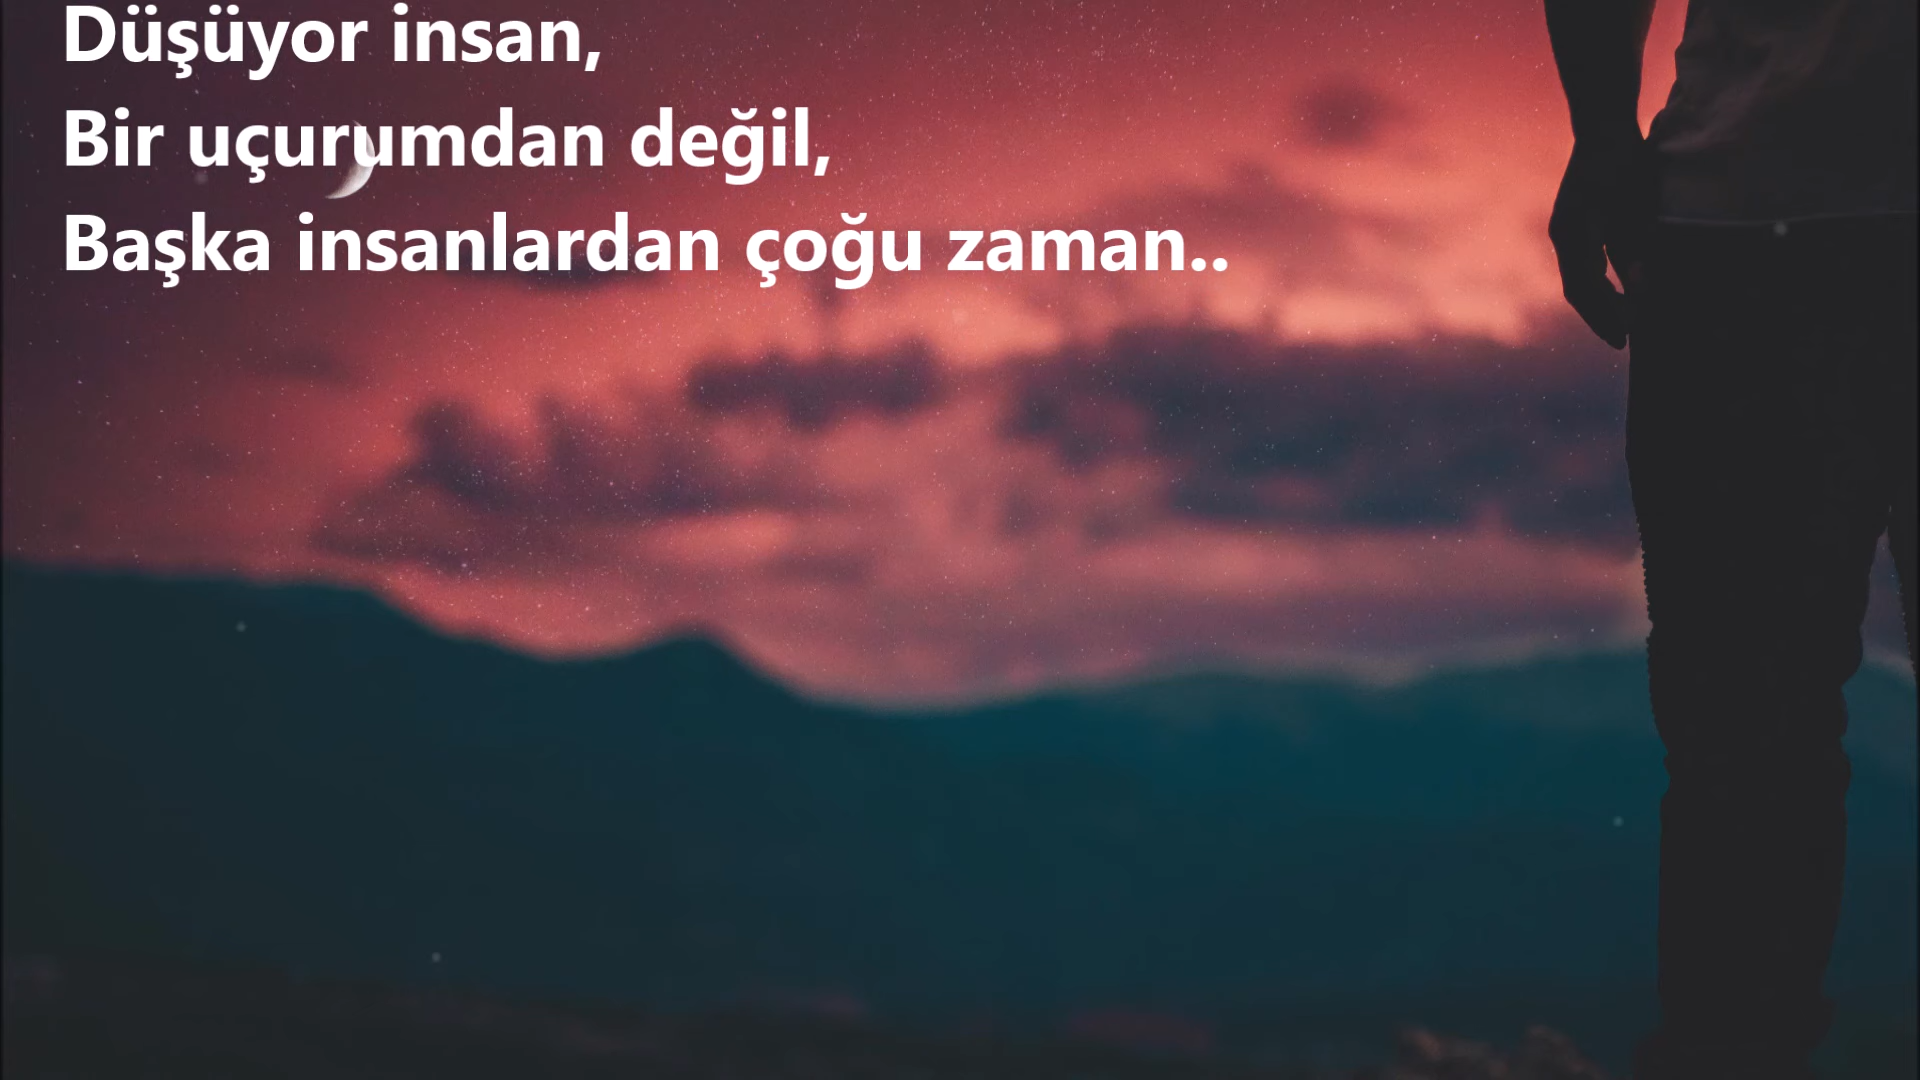 Düşüyor insan,
Bir uçurumdan değil,
Başka insanlardan çoğu zaman..